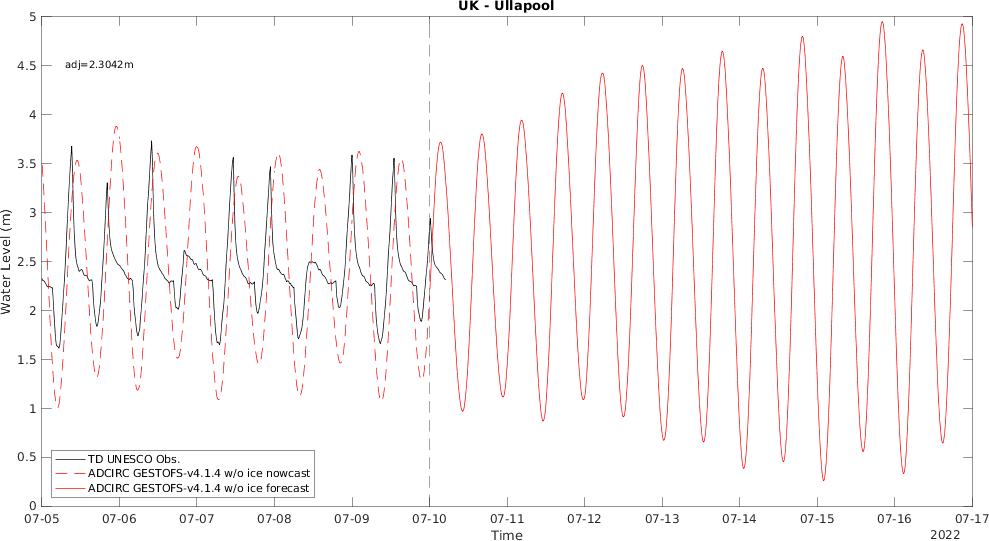 UK - Ullapool
adj=2.3042m
Water Level (m)
5
4.5
4
3.5
3
2.5
2
1.5
1
0.5
0
TD UNESCO Obs.
ADCIRC GESTOFS-v4.1.4 w/o ice nowcast
ADCIRC GESTOFS-v4.1.4 w/o ice forecast
07-05 07-06 07-07 07-08 07-09 07-10 07-11 07-12 07-13 07-14 07-15 07-16 07-17
Time
2022